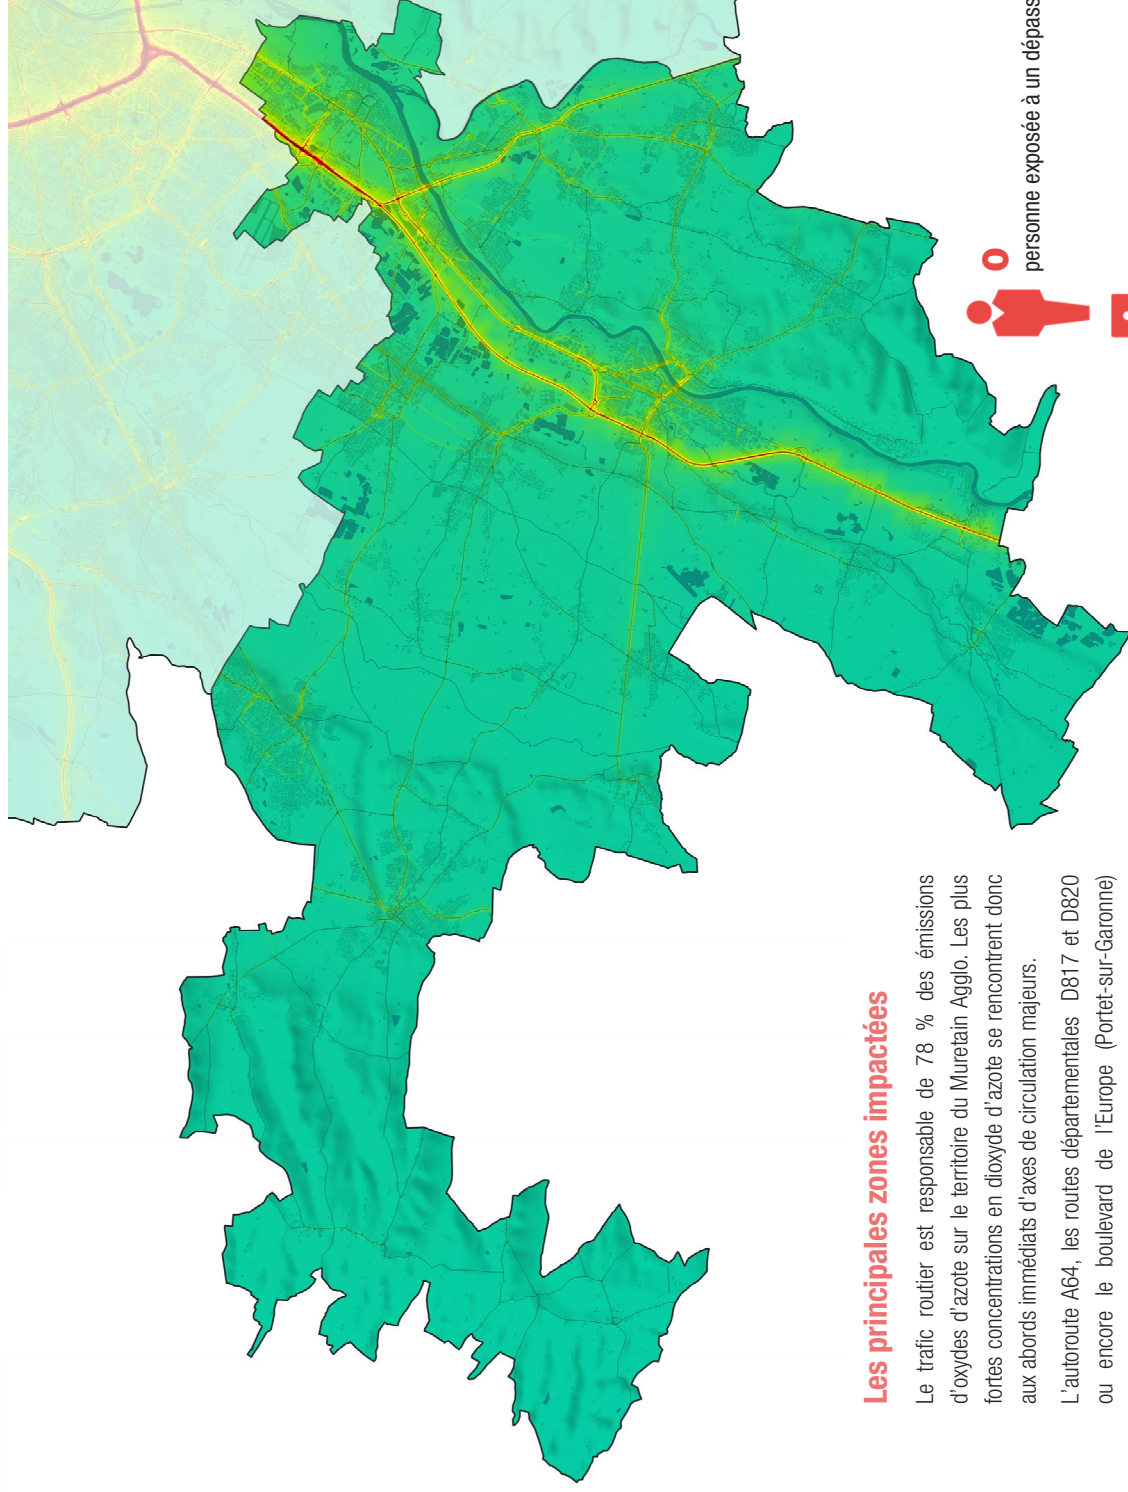 Les principales zones impactées
Le trafic routier est responsable de 78 % des émissions
d'oxydes d'azote sur le territoire du Muretain Agglo. Les plus
fortes concentrations en dioxyde d'azote se rencontrent donc
aux abords immédiats d'axes de circulation majeurs.
L'autoroute A64, les routes départementales D817 et D820
ou encore le boulevard de l'Europe (Portet-sur-Garonne)
0
personne exposée à un dépass